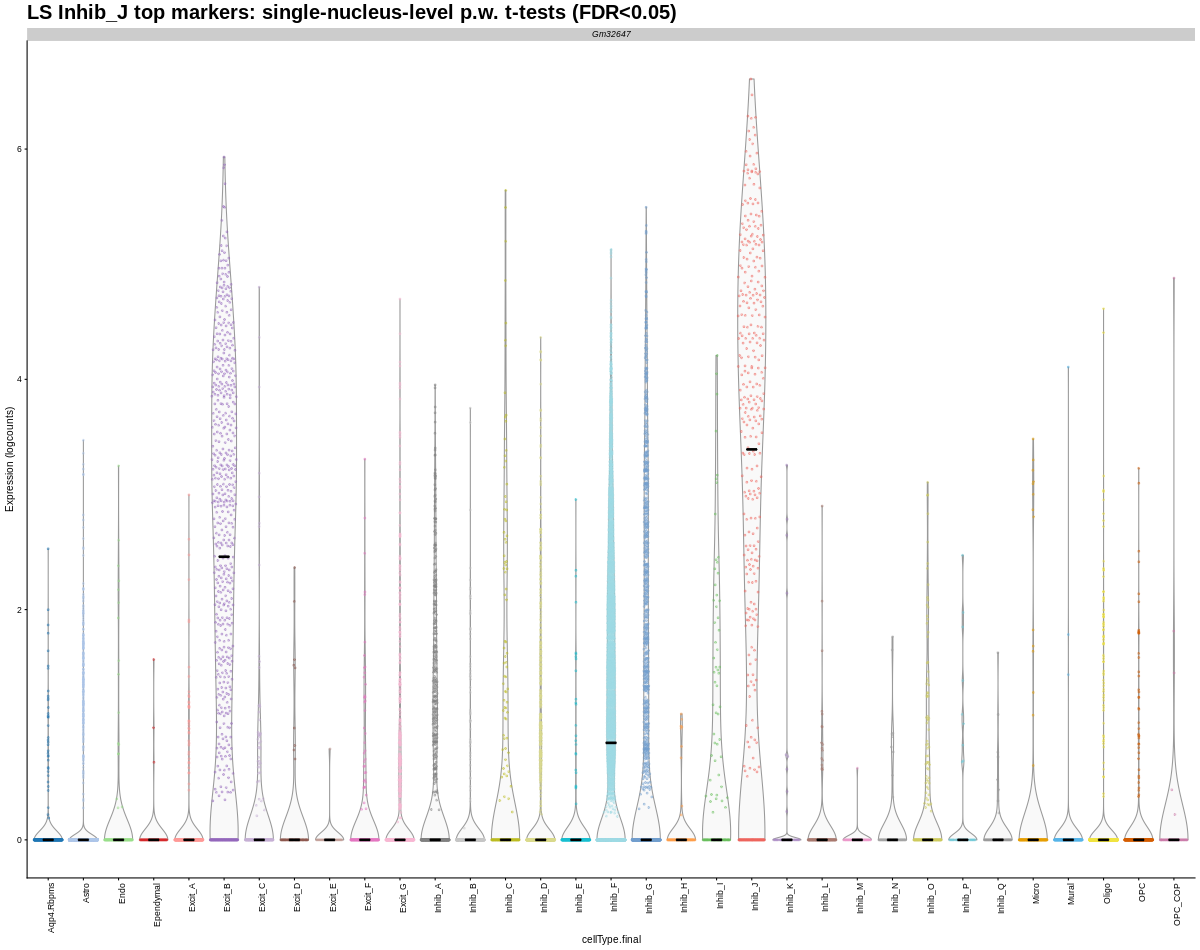 LS Inhib_J top markers: single-nucleus-level p.w. t-tests (FDR<0.05)
Gm32647
Expression (logcounts)
6
4
2
0
Aqp4.Rbpms
Astro
Endo
Ependymal
Excit_A
Excit_B
Excit_C
Excit_D
Excit_E
Excit_F
Excit_G
Inhib_A
Inhib_B
Inhib_C
Inhib_D
Inhib_E
Inhib_F
Inhib_G
Inhib_H
Inhib_I
Inhib_J
Inhib_K
Inhib_L
Inhib_M
Inhib_N
Inhib_O
Inhib_P
Inhib_Q
Micro
Mural
Oligo
OPC
OPC_COP
cellType.final